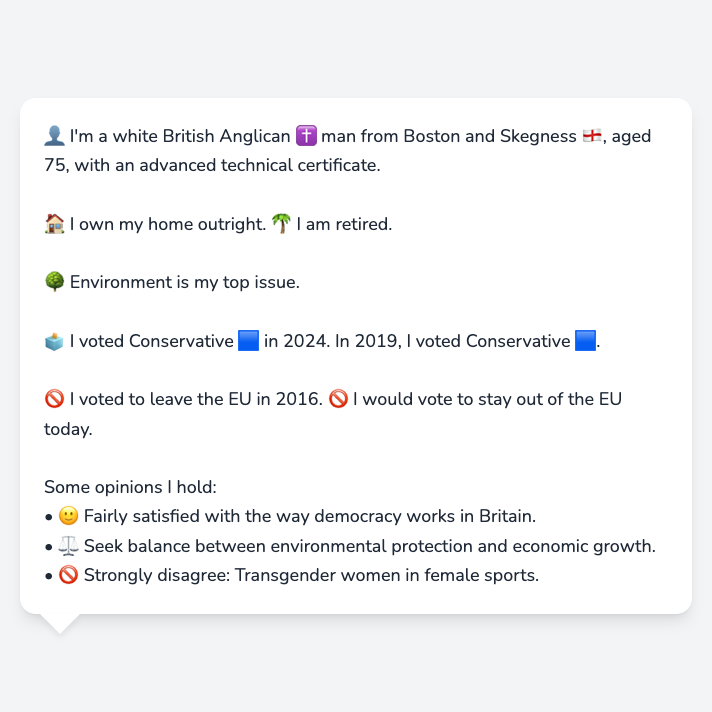 👤 I'm a white British Anglican ✝️ man from Boston and Skegness 🏴󠁧󠁢󠁥󠁮󠁧󠁿, aged
75, with an advanced technical certificate.
🏠 I own my home outright. 🌴 I am retired.
🌳 Environment is my top issue.
🗳️ I voted Conservative 🟦 in 2024. In 2019, I voted Conservative 🟦.
🚫 I voted to leave the EU in 2016. 🚫 I would vote to stay out of the EU
today.
Some opinions I hold:
• 🙂 Fairly satisfied with the way democracy works in Britain.
• ⚖️ Seek balance between environmental protection and economic growth.
• 🚫 Strongly disagree: Transgender women in female sports.